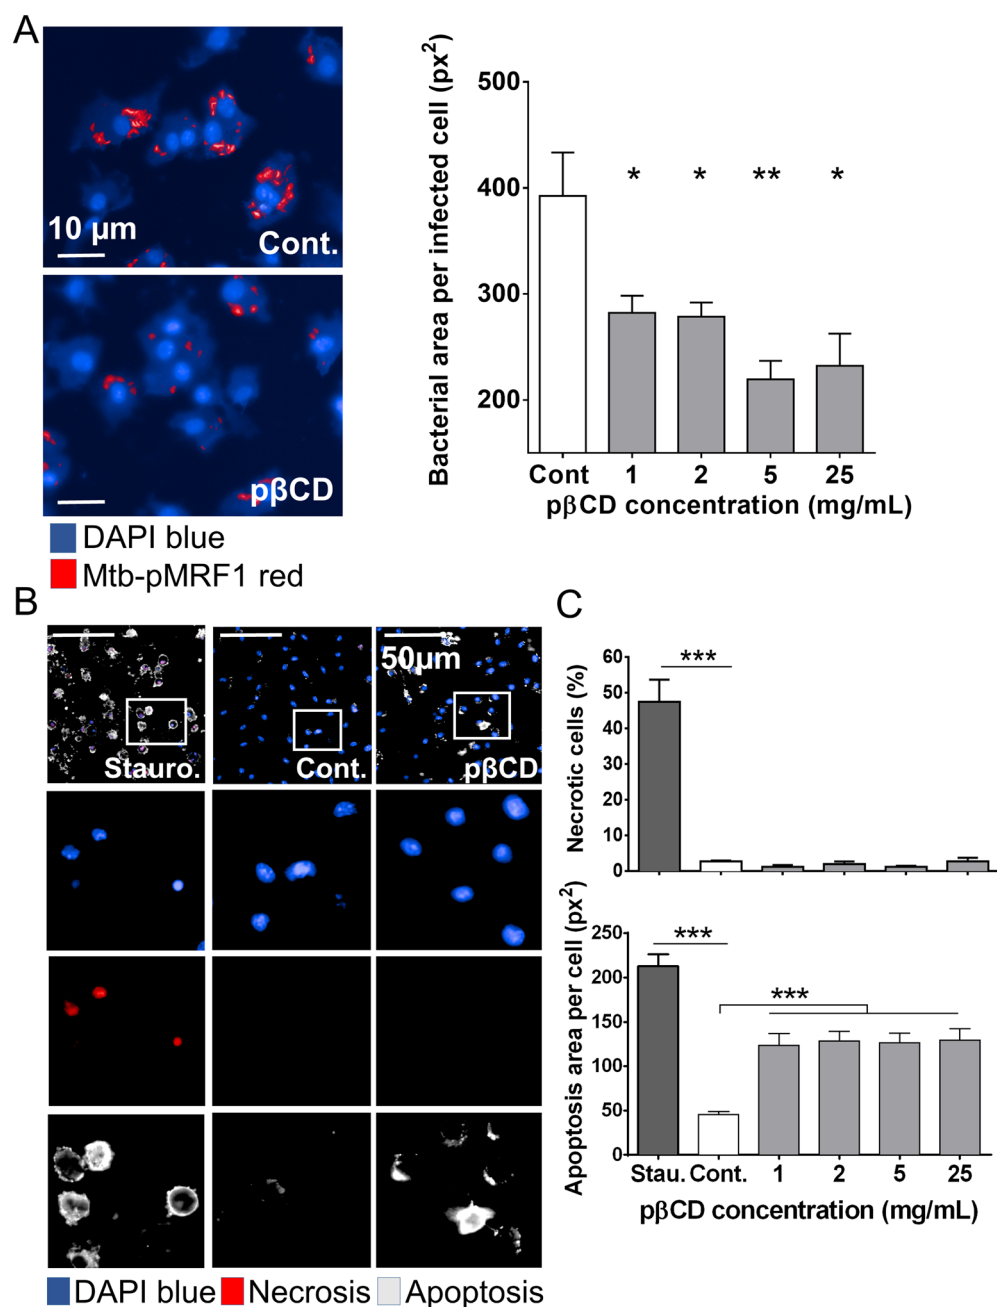 A
10 µm
Cont.
pβCD
DAPI blue
Mtb-pMRF1 red
Bacterial area per infected cell (px²)
500
400
300
200
* * ** *
Cont 1 2 5 25
pβCD concentration (mg/mL)
B
50µm
Stauro. Cont. pβCD
DAPI blue Necrosis Apoptosis
C
Necrotic cells (%)
60
50
40
30
20
10
0
***
Apoptosis area per cell (px²)
250
200
150
100
50
0
***
***
Stau. Cont. 1 2 5 25
pβCD concentration (mg/mL)